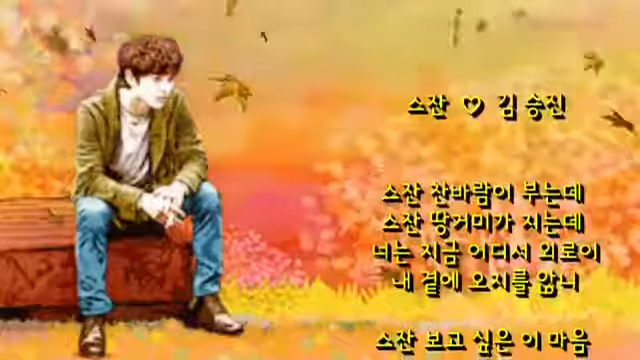 스잔 ♥ 김 승진
스잔 찬바람이 부는데
스잔 땅거미가 지는데
너는 지금 어디서 외로이
내 곁에 오지를 않니
스잔 보고 싶은 이 마음